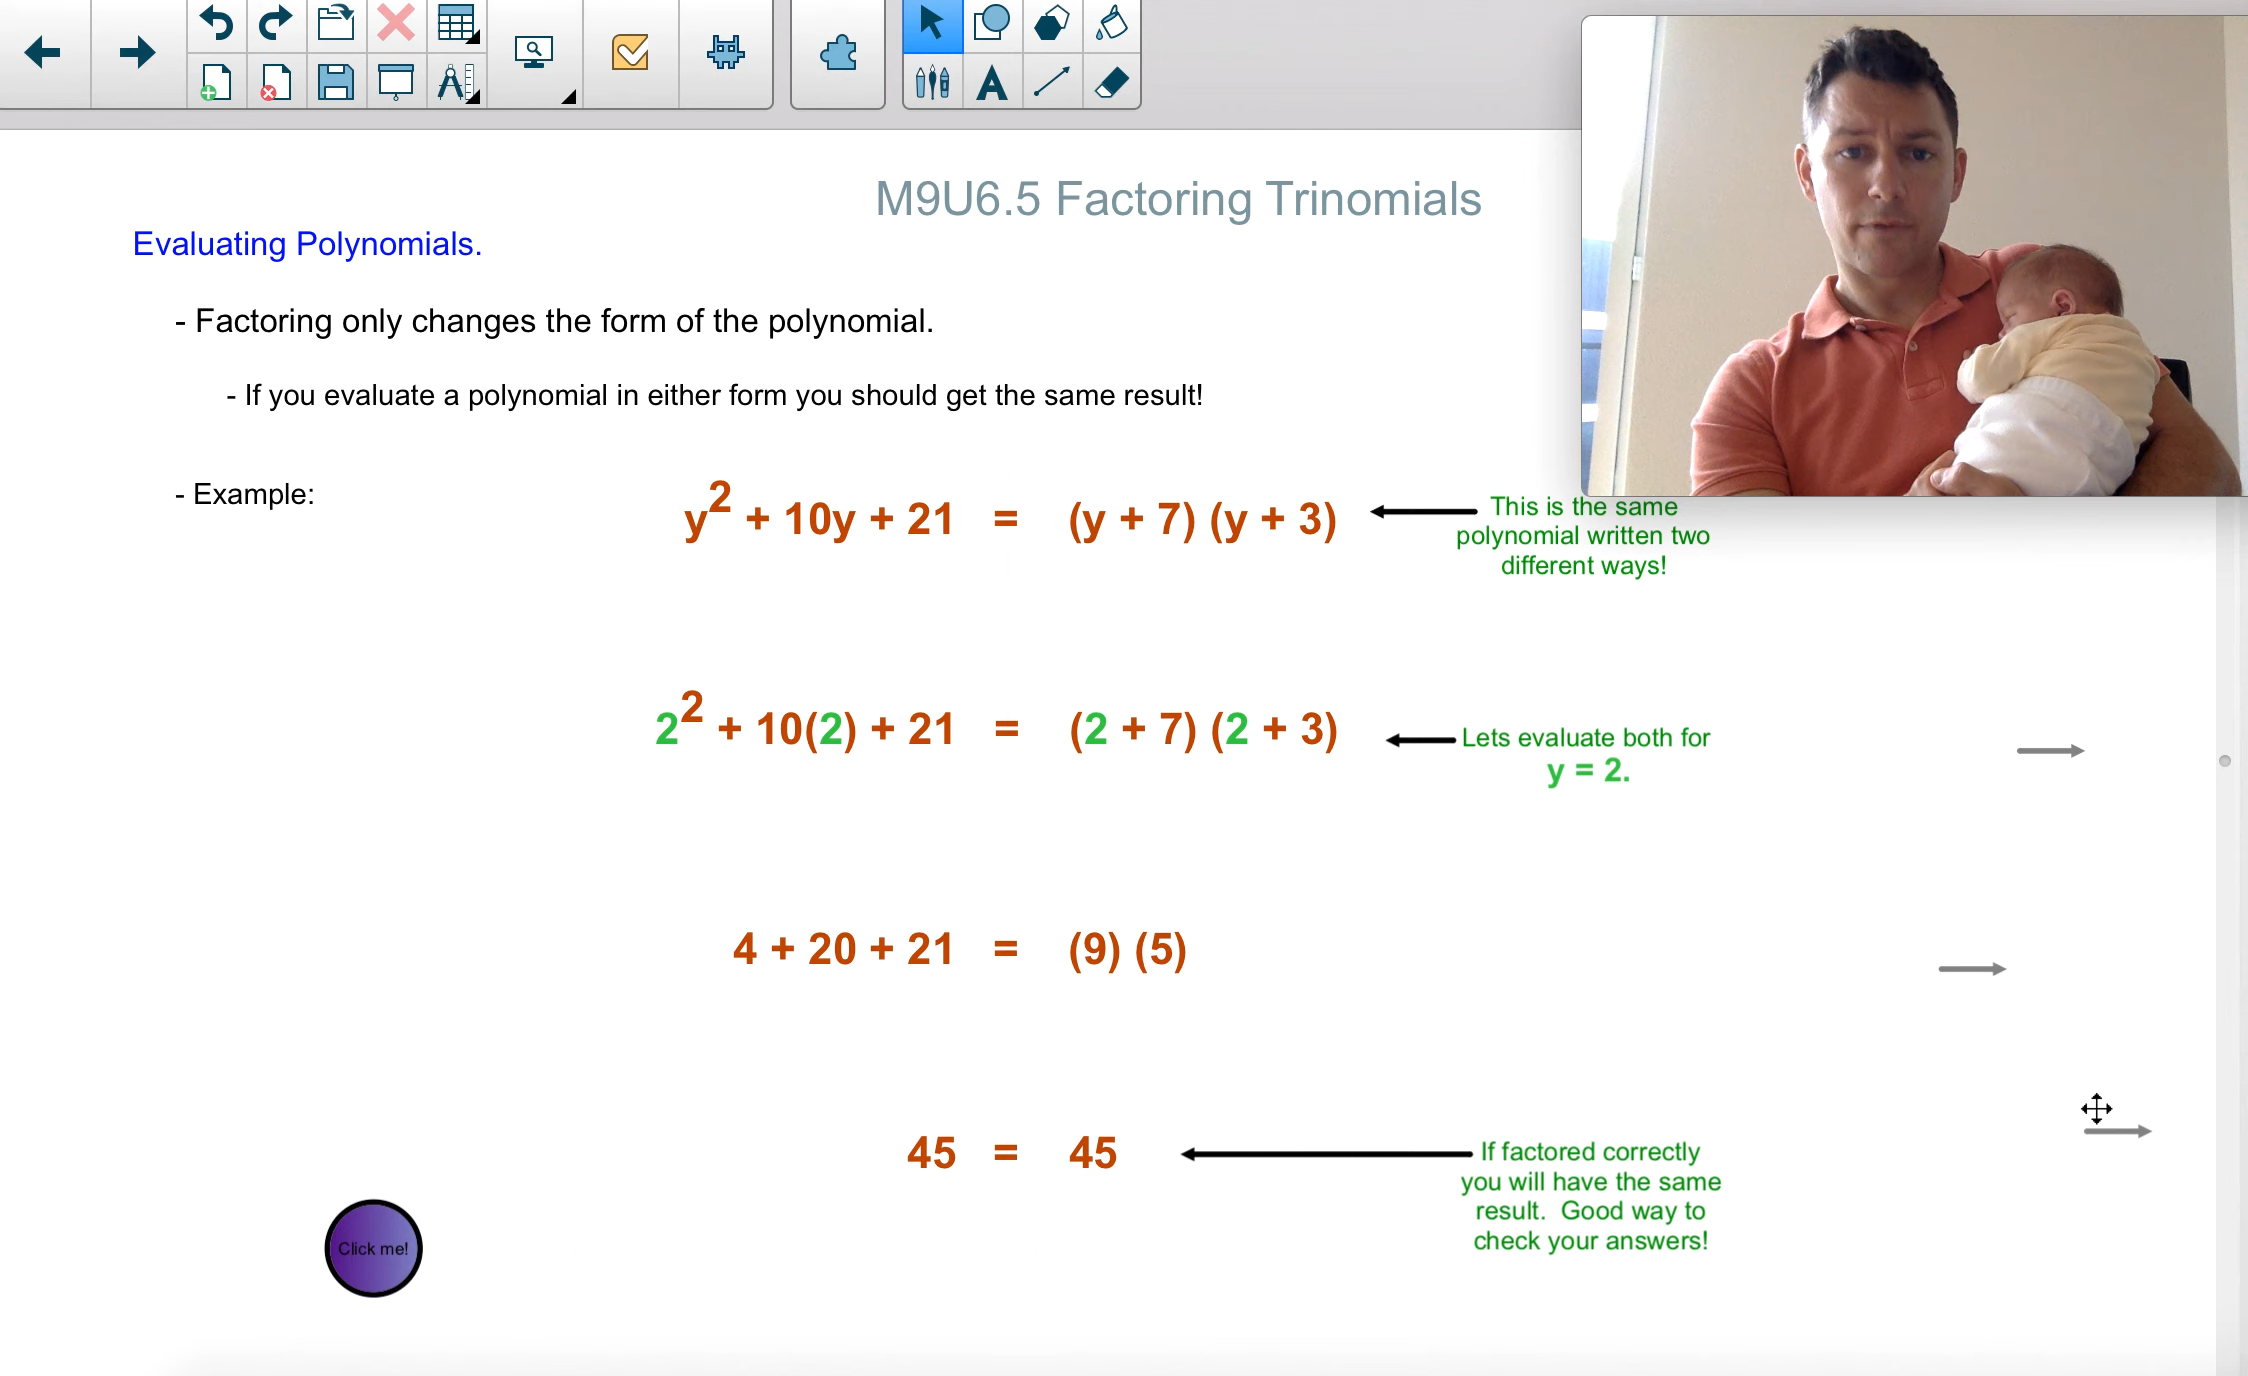 M9U6.5 Factoring Trinomials
Evaluating Polynomials.
- Factoring only changes the form of the polynomial.
- If you evaluate a polynomial in either form you should get the same result!
- Example:
y² + 10y + 21 = (y + 7) (y + 3)
This is the same
polynomial written two
different ways!
2² + 10(2) + 21 = (2 + 7) (2 + 3)
Lets evaluate both for
y = 2.
4 + 20 + 21 = (9) (5)
45 = 45
If factored correctly
you will have the same
result. Good way to
check your answers!
Click me!